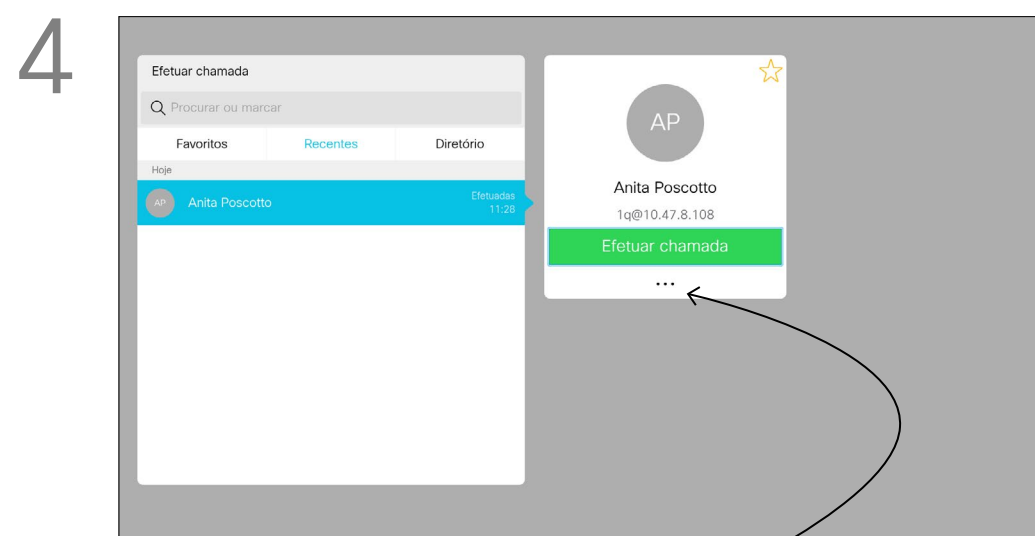 4
Efetuar chamada
Procurar ou marcar
Favoritos Recentes Diretório
Hoje
AP Anita Poscotto Efetuadas
11:28
AP
Anita Poscotto
1q@10.47.8.108
Efetuar chamada
...